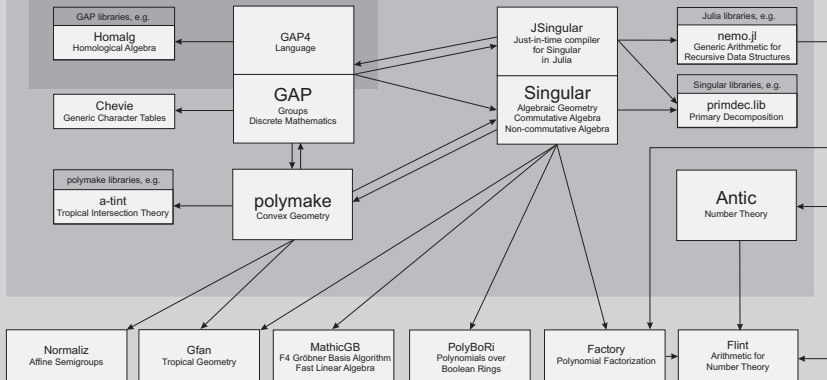 GAP libraries, e.g.
Homalg
Homological Algebra
GAP4
Language
JSingular
Just-in-time compiler
for Singular
in Julia
Julia libraries, e.g.
nemo.jl
Generic Arithmetic for
Recursive Data Structures
Chevie
Generic Character Tables
GAP
Groups
Discrete Mathematics
Singular
Algebraic Geometry
Commutative Algebra
Non-commutative Algebra
Singular libraries, e.g.
primdec.lib
Primary Decomposition
polymake libraries, e.g.
a-tint
Tropical Intersection Theory
polymake
Convex Geometry
Antic
Number Theory
Normaliz
Affine Semigroups
Gfan
Tropical Geometry
MathicGB
F4 Gröbner Basis Algorithm
Fast Linear Algebra
PolyBoRi
Polynomials over
Boolean Rings
Factory
Polynomial Factorization
Flint
Arithmetic for
Number Theory